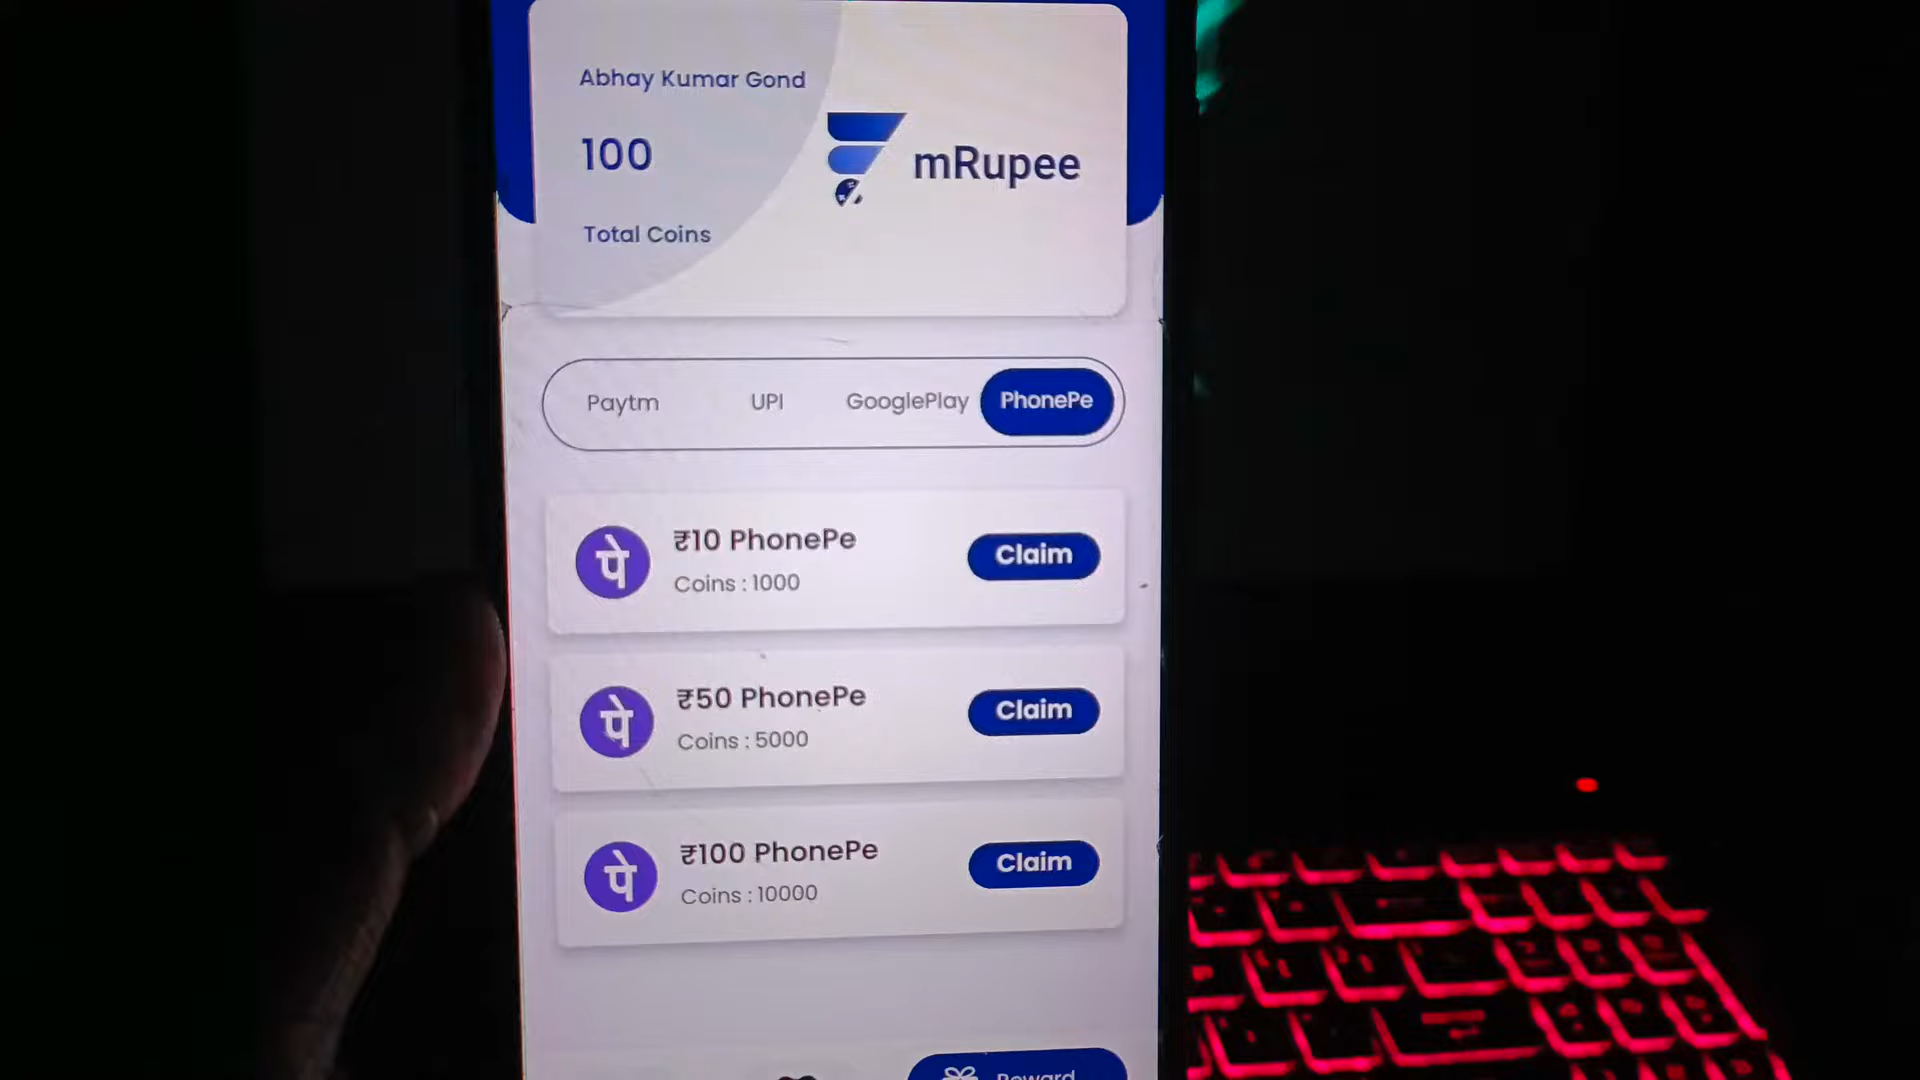 Abhay Kumar Gond
100
Total Coins
mRupee
Paytm UPI GooglePlay PhonePe
पे
₹10 PhonePe
Coins : 1000
Claim
पे
₹50 PhonePe
Coins : 5000
Claim
पे
₹100 PhonePe
Coins : 10000
Claim
Reward